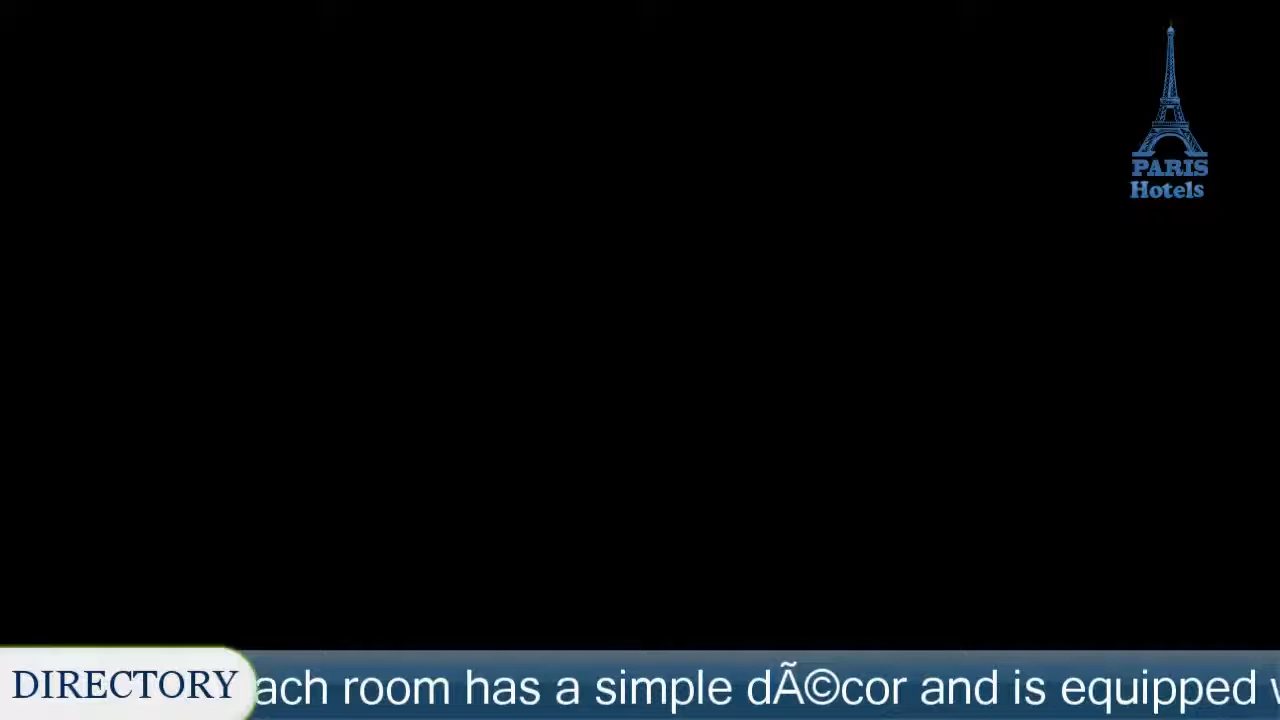 PARIS
Hotels
DIRECTORY
ach room has a simple dÃ©cor and is equipped